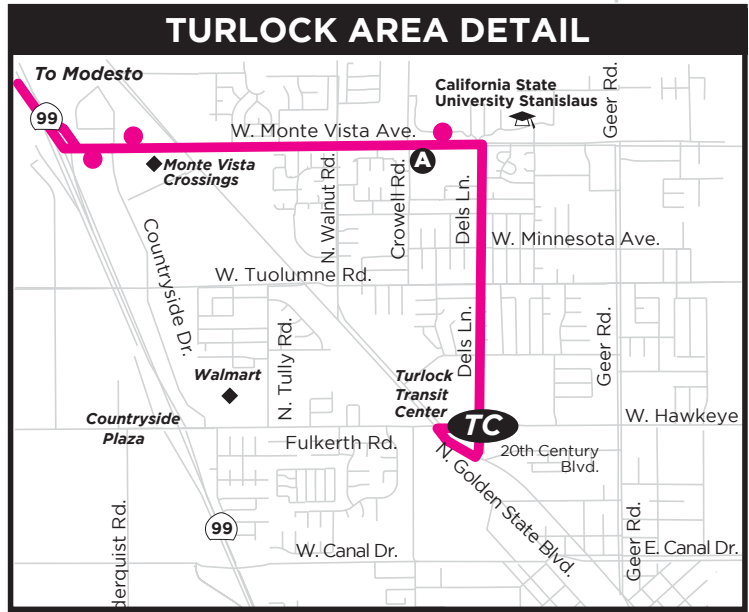 TURLOCK AREA DETAIL
To Modesto
99
California State
University Stanislaus
Geer Rd.
W. Monte Vista Ave.
A
Monte Vista
Crossings
N. Walnut Rd.
Crowell Rd.
Dels Ln.
W. Minnesota Ave.
Countryside Dr.
W. Tuolumne Rd.
N. Tully Rd.
Dels Ln.
Geer Rd.
Walmart
Turlock
Transit
Center
TC
W. Hawkeye
Countryside
Plaza
Fulkerth Rd.
20th Century
Blvd.
N. Golden State Blvd.
99
derquist Rd.
W. Canal Dr.
Geer Rd.
E. Canal Dr.